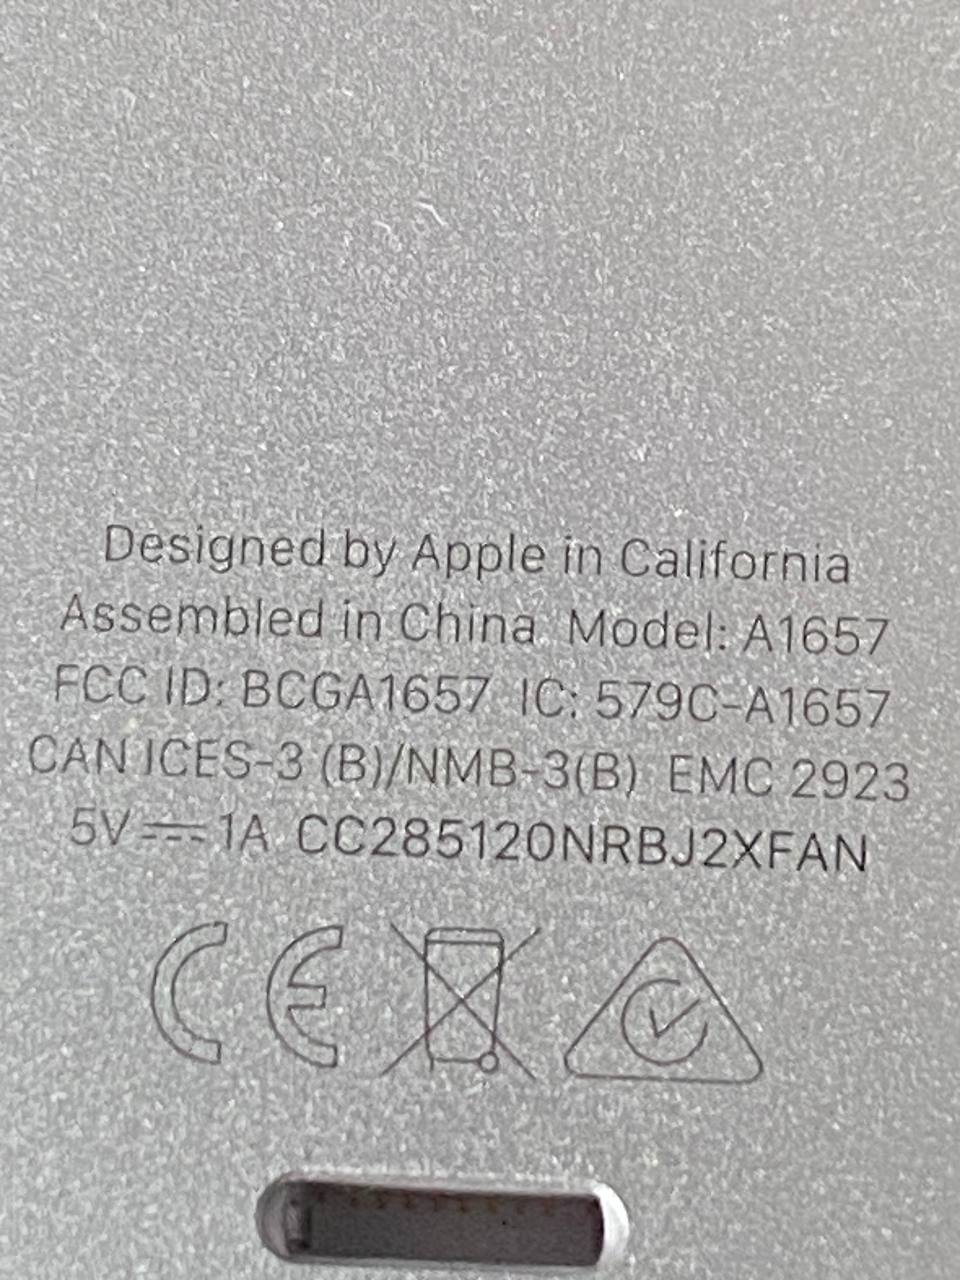 Designed by Apple in California
Assembled in China Model: A1657
FCC ID: BCGA1657 IC: 579C-A1657
CAN ICES-3 (B)/NMB-3(B) EMC 2923
5V⎓1A CC285120NRBJ2XFAN
CE